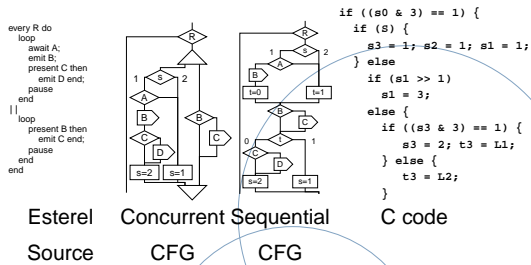 every R do
loop
await A;
emit B;
present C then
emit D end;
pause
end
||
loop
present B then
emit C end;
pause
end
end
R
1 s 2
A
B
B
C
C
D
s=2 s=1
R
s 2
1 A
B
t=0 t=1
B
C
0 t 1
C
D
s=2 s=1
if ((s0 & 3) == 1) {
if (S) {
s3 = 1; s2 = 1; s1 = 1;
} else
if (s1 >> 1)
s1 = 3;
else {
if ((s3 & 3) == 1) {
s3 = 2; t3 = L1;
} else {
t3 = L2;
}
Esterel Concurrent Sequential C code
Source CFG CFG